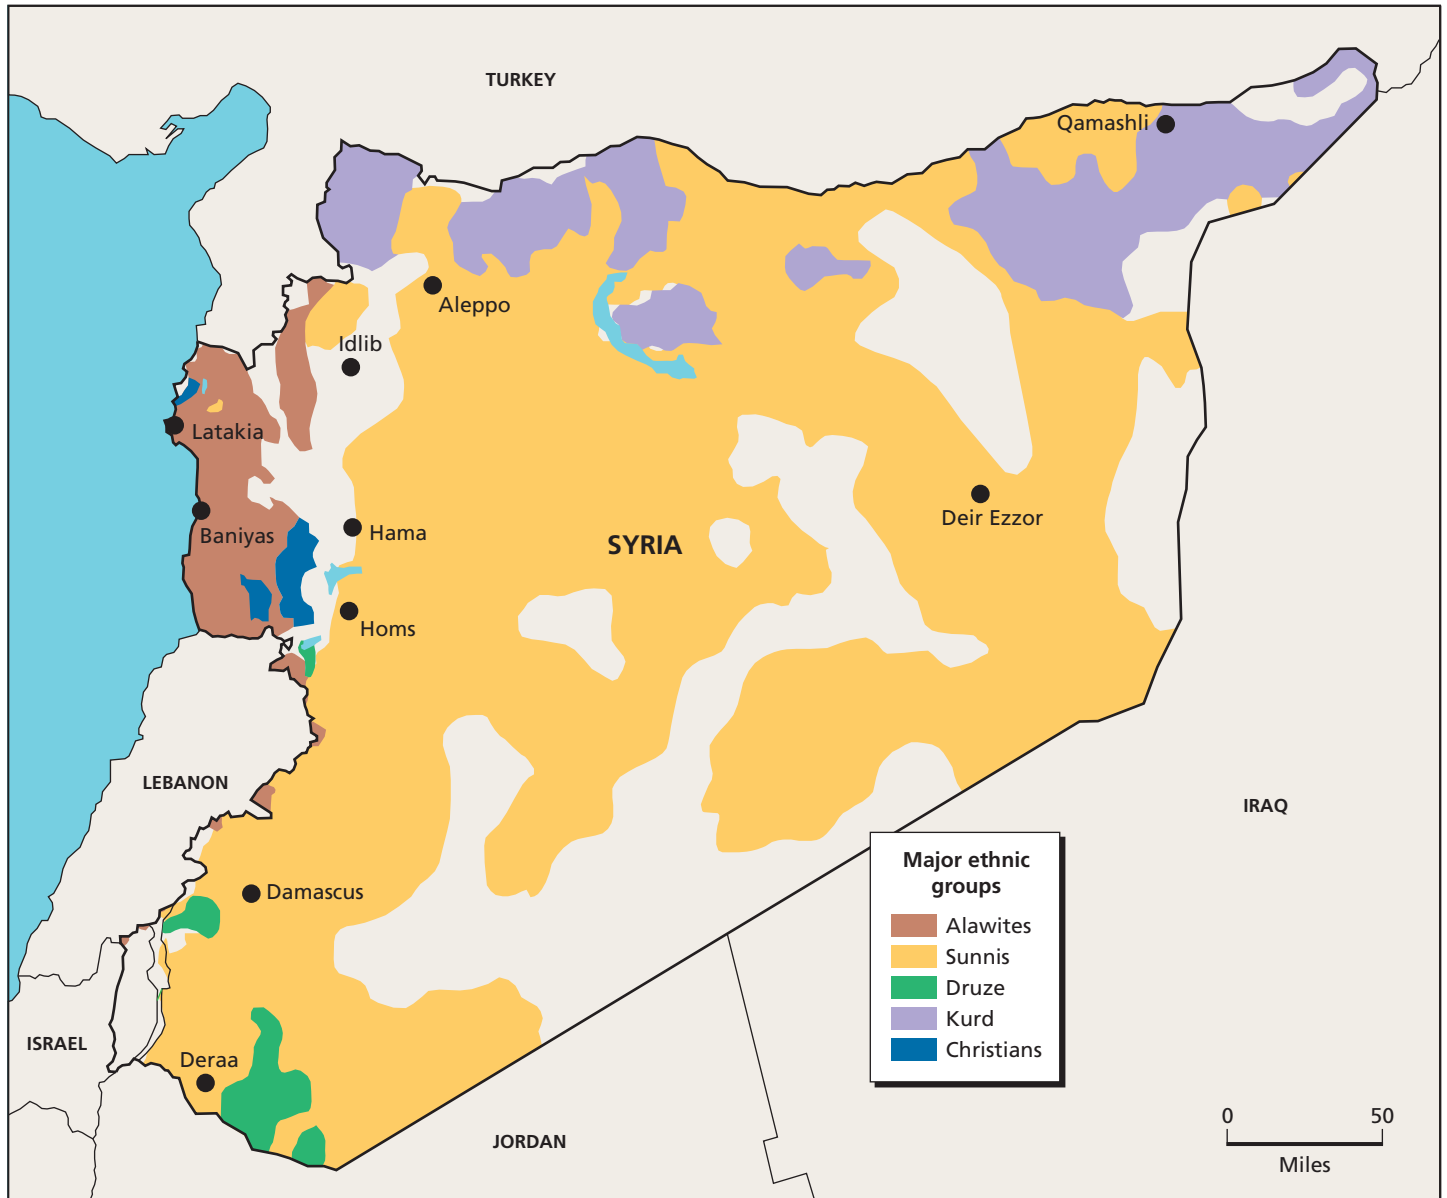 TURKEY
Qamashli
Aleppo
Idlib
Latakia
Deir Ezzor
Baniyas
Hama
SYRIA
Homs
LEBANON
IRAQ
Major ethnic
groups
Damascus
Alawites
Sunnis
Druze
Kurd
Christians
ISRAEL
Deraa
JORDAN
0 50
Miles